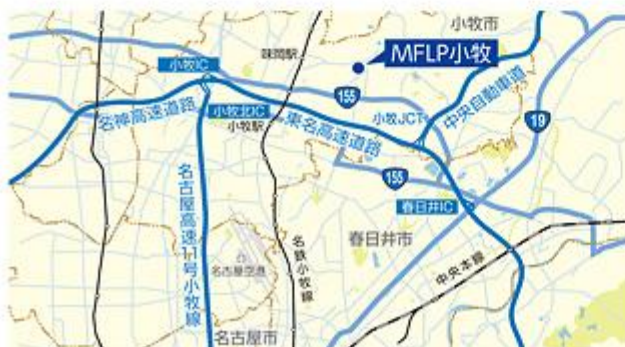 小牧市
味岡駅
MFLP小牧
小牧IC
155
小牧北IC
小牧駅
小牧JCT
中央自動車道
名神高速道路
東名高速道路
19
155
春日井IC
名古屋高速11号小牧線
名古屋空港
名鉄小牧線
春日井市
中央本線
名古屋市